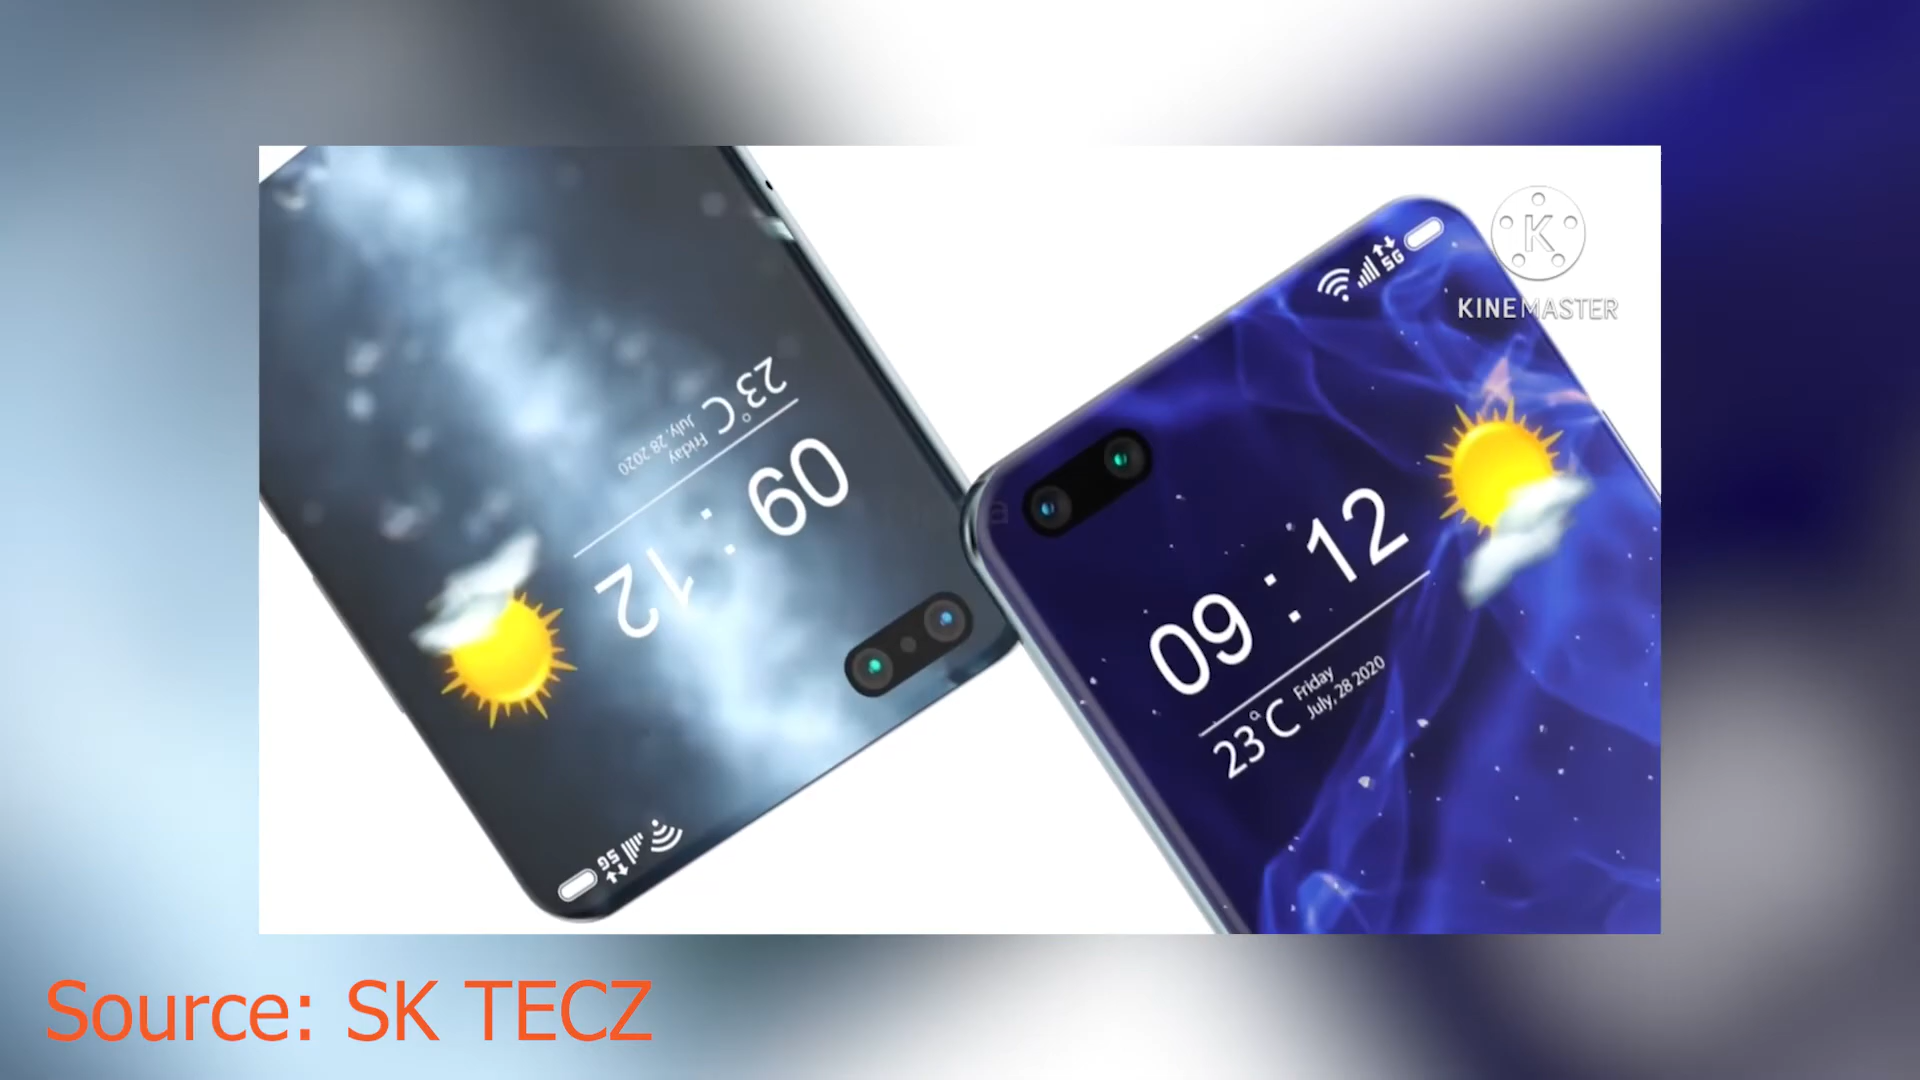 23°C
Friday
July, 28 2020
09 : 12
5G
5G
K
KINEMASTER
09 : 12
23°C
Friday
July, 28 2020
Source: SK TECZ